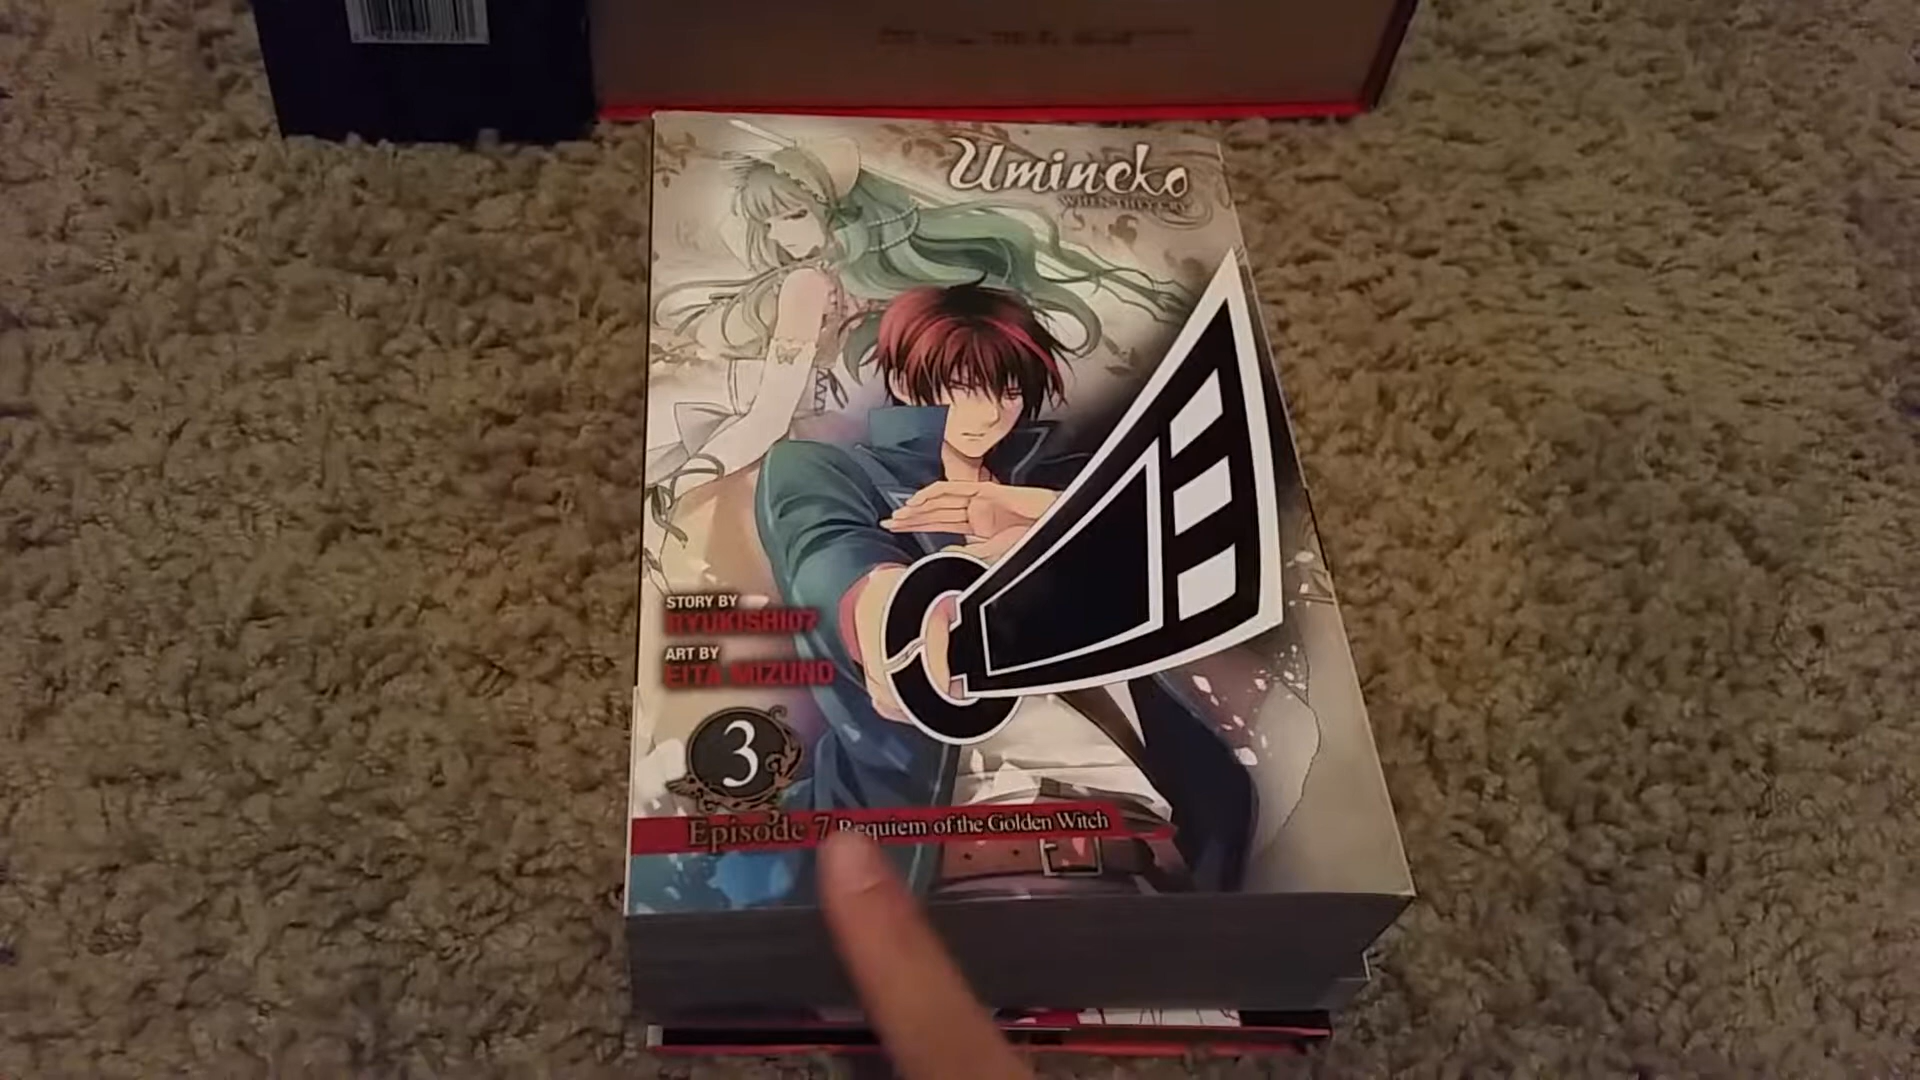 Umineko
WHEN THEY CRY
STORY BY
RYUKISHI07
ART BY
EITA MIZUNO
3
Episode 7 Requiem of the Golden Witch